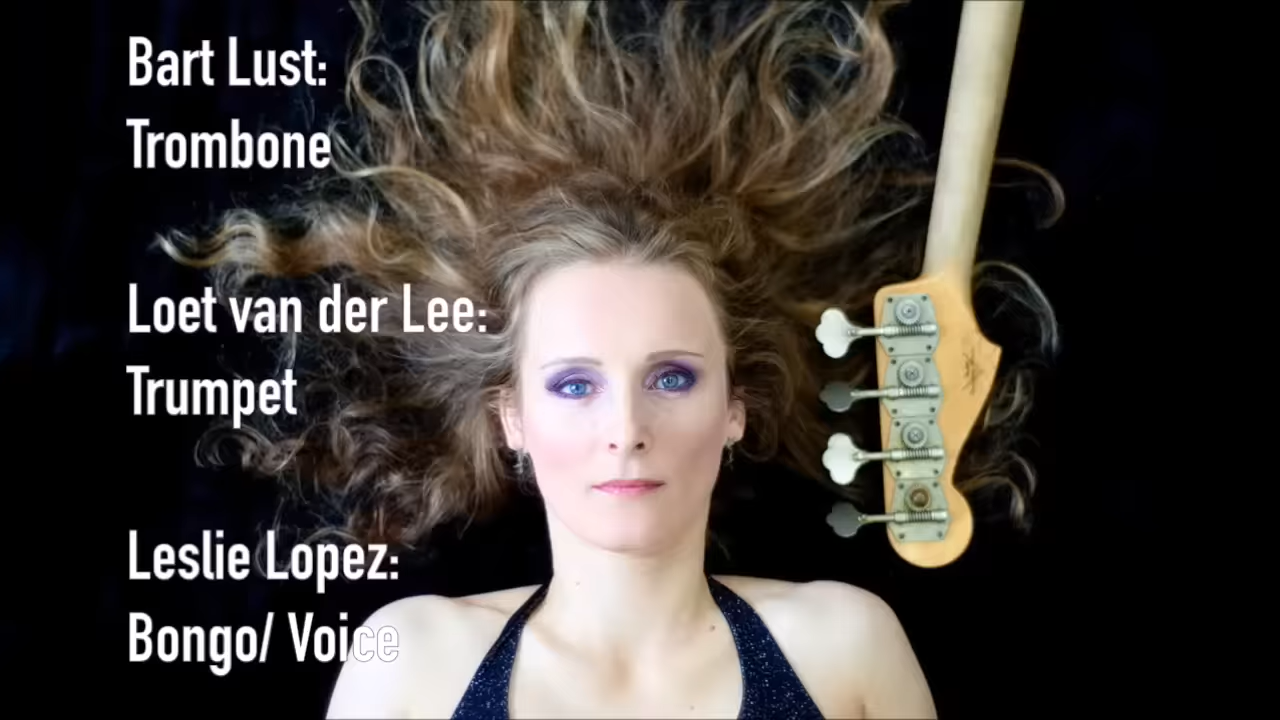 Bart Lust:
Trombone
Loet van der Lee:
Trumpet
Leslie Lopez:
Bongo/ Voice